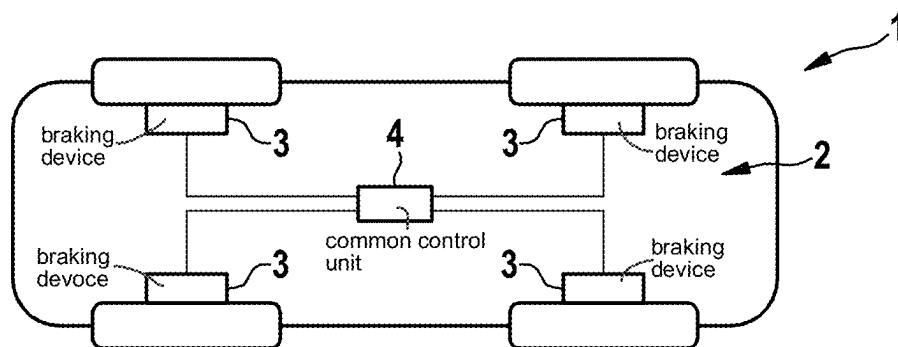 1
braking
device
3
3
braking
device
4
2
common control
unit
braking
devoce
3
3
braking
device